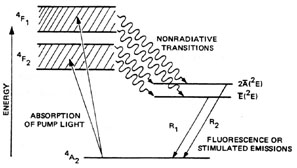 ⁴F₁
NONRADIATIVE
TRANSITIONS
⁴F₂
2Ā(²E)
Ē(²E)
ENERGY
R₁
R₂
ABSORPTION
OF PUMP LIGHT
FLUORESCENCE OR
STIMULATED EMISSIONS
⁴A₂